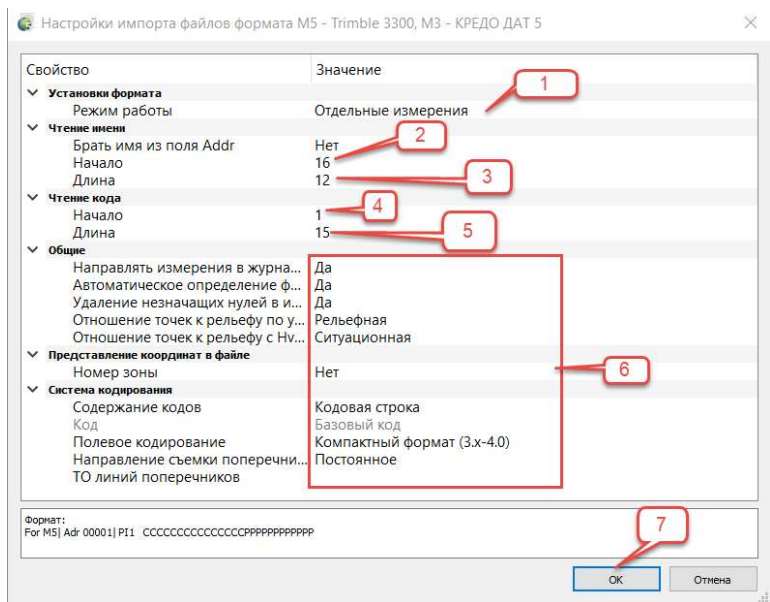 Настройки импорта файлов формата M5 - Trimble 3300, M3 - КРЕДО ДАТ 5
Свойство Значение
Установки формата
Режим работы Отдельные измерения
1
Чтение имени
Брать имя из поля Addr Нет
2
Начало 16
Длина 12
3
Чтение кода
Начало 1
4
Длина 15
5
Общие
Направлять измерения в журна... Да
Автоматическое определение ф... Да
Удаление незначащих нулей в и... Да
Отношение точек к рельефу по у... Рельефная
Отношение точек к рельефу с Hv... Ситуационная
Представление координат в файле
Номер зоны Нет
6
Система кодирования
Содержание кодов Кодовая строка
Код Базовый код
Полевое кодирование Компактный формат (3.x-4.0)
Направление съемки поперечни... Постоянное
ТО линий поперечников
Формат:
For M5| Adr 00001| PI1 CCCCCCCCCCCCCCCPPPPPPPPPPPP
7
ОК Отмена